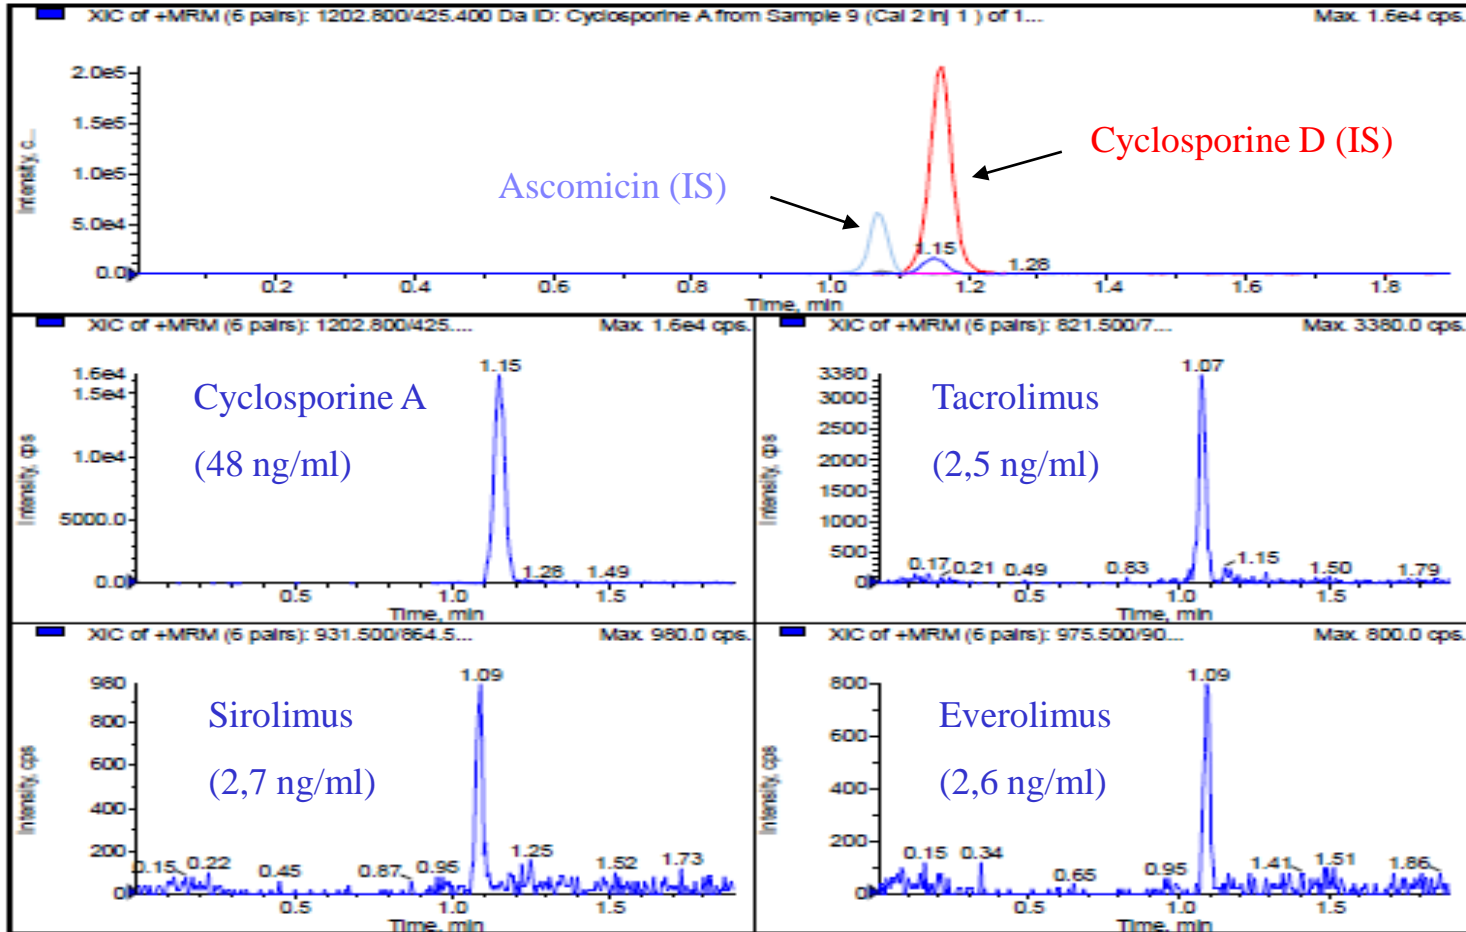 XIC of +MRM (6 pairs): 1202.800/425.400 Da ID: Cyclosporine A from Sample 9 (Cal 2 Inj 1 ) of 1...
Max. 1.6e4 cps.
Intensity, c...
2.0e5
1.5e5
1.0e5
5.0e4
0.0
Cyclosporine D (IS)
Ascomicin (IS)
1.15
1.28
0.2 0.4 0.6 0.8 1.0 1.2 1.4 1.6 1.8
Time, min
XIC of +MRM (6 pairs): 1202.800/425....
Max. 1.6e4 cps.
Intensity, cps
1.6e4
1.5e4
1.0e4
5000.0
0.0
Cyclosporine A
(48 ng/ml)
1.15
1.28 1.49
0.5 1.0 1.5
Time, min
XIC of +MRM (6 pairs): 821.500/7...
Max. 3380.0 cps.
Intensity, cps
3380
3000
2500
2000
1500
1000
500
0
Tacrolimus
(2,5 ng/ml)
1.07
0.17 0.21 0.49 0.83 1.15 1.50 1.79
0.5 1.0 1.5
Time, min
XIC of +MRM (6 pairs): 931.500/864.5...
Max. 980.0 cps.
Intensity, cps
980
800
600
400
200
0
Sirolimus
(2,7 ng/ml)
1.09
0.15 0.22 0.45 0.87 0.95 1.25 1.52 1.73
0.5 1.0 1.5
Time, min
XIC of +MRM (6 pairs): 975.500/90...
Max. 800.0 cps.
Intensity, cps
800
600
400
200
0
Everolimus
(2,6 ng/ml)
1.09
0.15 0.34 0.65 0.95 1.41 1.51 1.86
0.5 1.0 1.5
Time, min